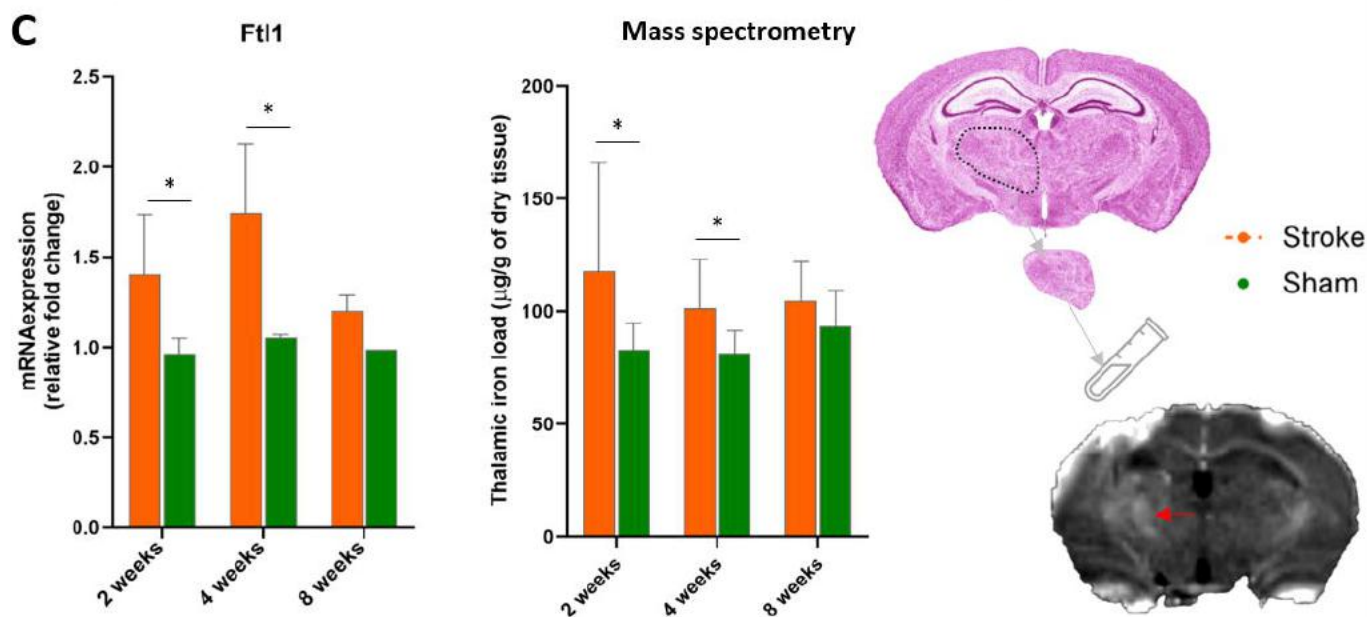 C
Ftl1
mRNAexpression
(relative fold change)
2.5
2.0
1.5
1.0
0.5
0.0
*
*
2 weeks
4 weeks
8 weeks
Mass spectrometry
Thalamic iron load (µg/g of dry tissue)
200
150
100
50
0
*
*
2 weeks
4 weeks
8 weeks
Stroke
Sham